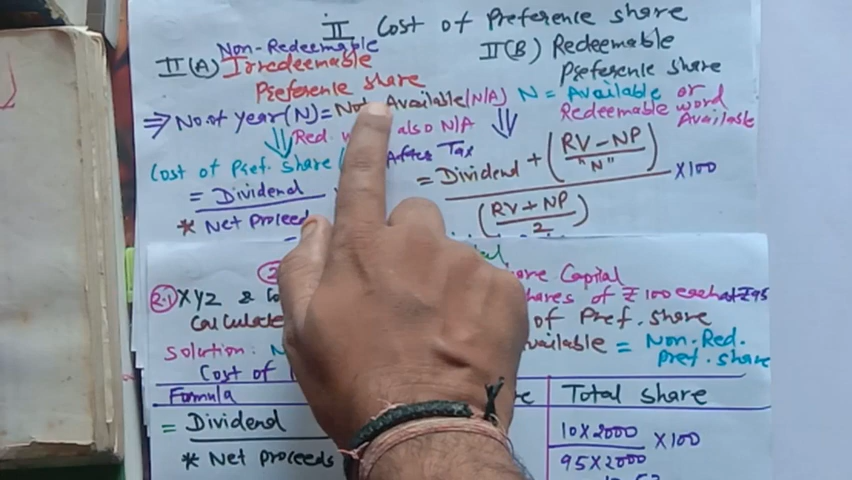 II Cost of Preference share
Non-Redeemable
II(A) Irredeemable
Preference share
II(B) Redeemable
Preference share
⇒ No. of year (N) = Not Available (N/A)
Red. also N/A
N = Available or
Redeemable word
Available
Cost of Pref. share After Tax
= Dividend
* Net Proceeds
= Dividend + (RV - NP / "N") × 100
(RV + NP / 2)
share Capital
2.1 XYZ & shares of ₹100 each at ₹95
Calculate of Pref. share
Solution: Available = Non-Red.
Pref. share
Cost of
Formula Total share
= Dividend 10 × 2000 × 100
* Net Proceeds 95 × 2000